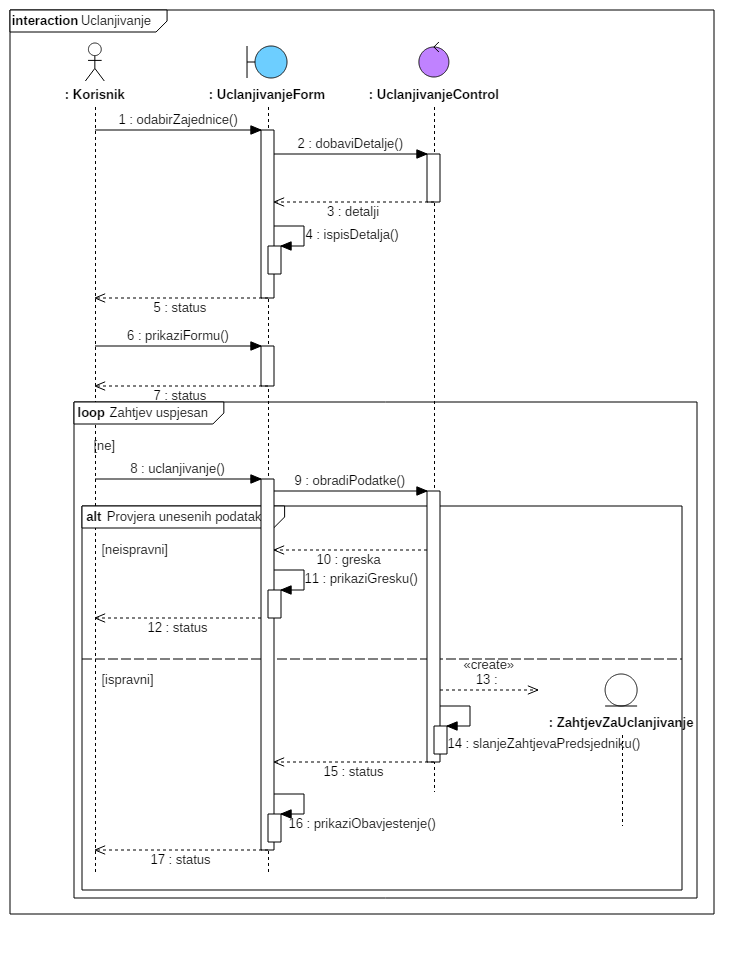 interaction Uclanjivanje
: Korisnik
: UclanjivanjeForm
: UclanjivanjeControl
1 : odabirZajednice()
2 : dobaviDetalje()
3 : detalji
4 : ispisDetalja()
5 : status
6 : prikaziFormu()
7 : status
loop Zahtjev uspjesan
[ne]
8 : uclanjivanje()
9 : obradiPodatke()
alt Provjera unesenih podatak
[neispravni]
10 : greska
11 : prikaziGresku()
12 : status
«create»
13 :
[ispravni]
: ZahtjevZaUclanjivanje
14 : slanjeZahtjevaPredsjedniku()
15 : status
16 : prikaziObavjestenje()
17 : status